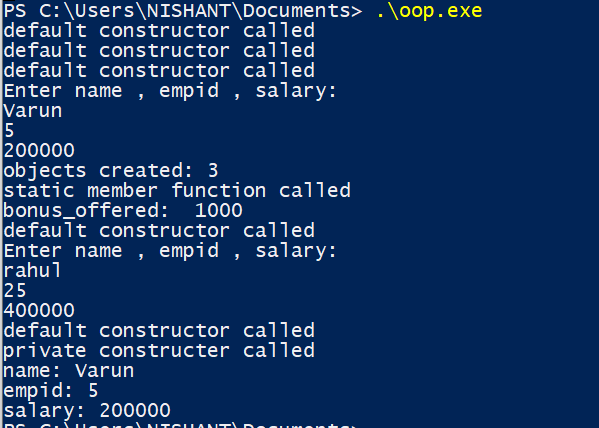 PS C:\Users\NISHANT\Documents> .\oop.exe
default constructor called
default constructor called
default constructor called
Enter name , empid , salary:
Varun
5
200000
objects created: 3
static member function called
bonus_offered:  1000
default constructor called
Enter name , empid , salary:
rahul
25
400000
default constructor called
private constructer called
name: Varun
empid: 5
salary: 200000
PS C:\Users\NISHANT\Documents>